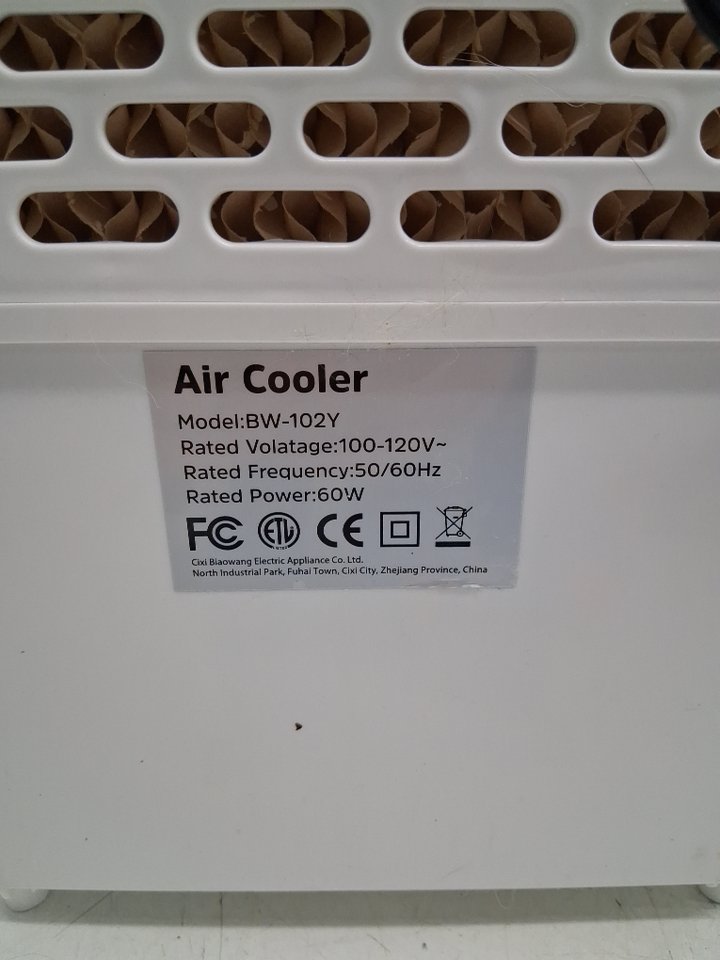 Air Cooler
Model:BW-102Y
Rated Volatage:100-120V~
Rated Frequency:50/60Hz
Rated Power:60W
FC ETL CE
Cixi Biaowang Electric Appliance Co. Ltd.
North Industrial Park, Fuhai Town, Cixi City, Zhejiang Province, China